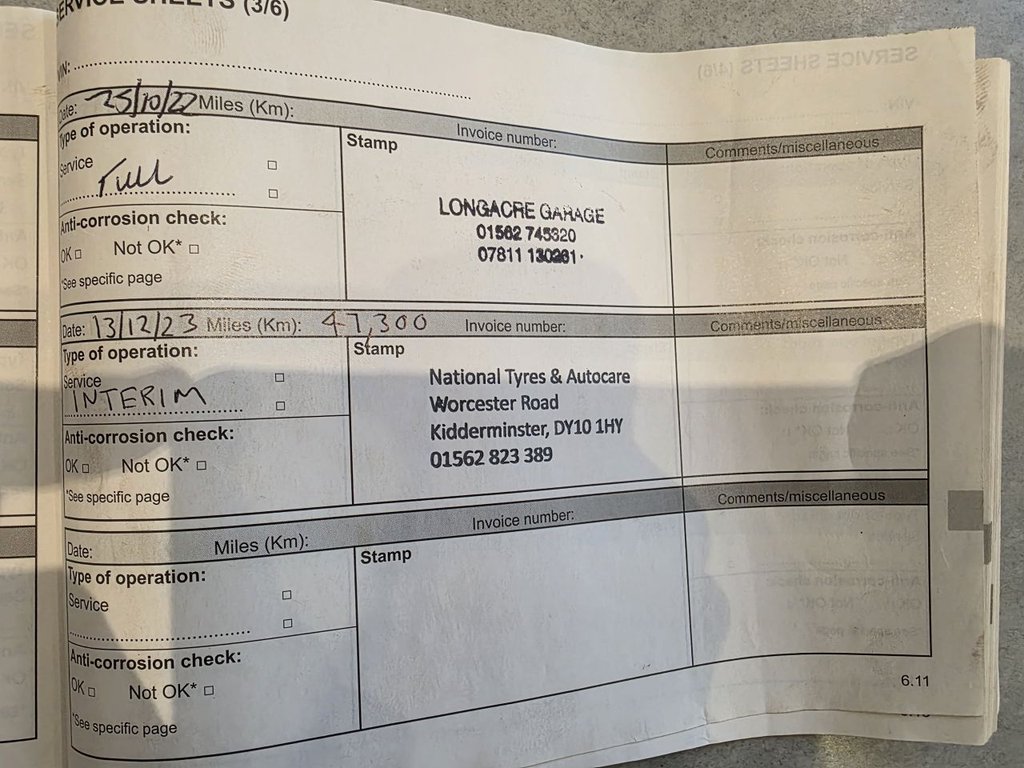 SERVICE SHEETS (3/6)
VIN:
Date: 25/10/22 Miles (Km): Invoice number: Comments/miscellaneous
Type of operation:
Service
Full
Anti-corrosion check:
OK □ Not OK* □
*See specific page
Stamp
LONGACRE GARAGE
01562 745320
07811 130261
Date: 13/12/23 Miles (Km): 47,300 Invoice number: Comments/miscellaneous
Type of operation:
Service
INTERIM
Anti-corrosion check:
OK □ Not OK* □
*See specific page
Stamp
National Tyres & Autocare
Worcester Road
Kidderminster, DY10 1HY
01562 823 389
Date: Miles (Km): Invoice number: Comments/miscellaneous
Type of operation:
Service
Anti-corrosion check:
OK □ Not OK* □
*See specific page
Stamp
6.11
SERVICE SHEETS (4/6)